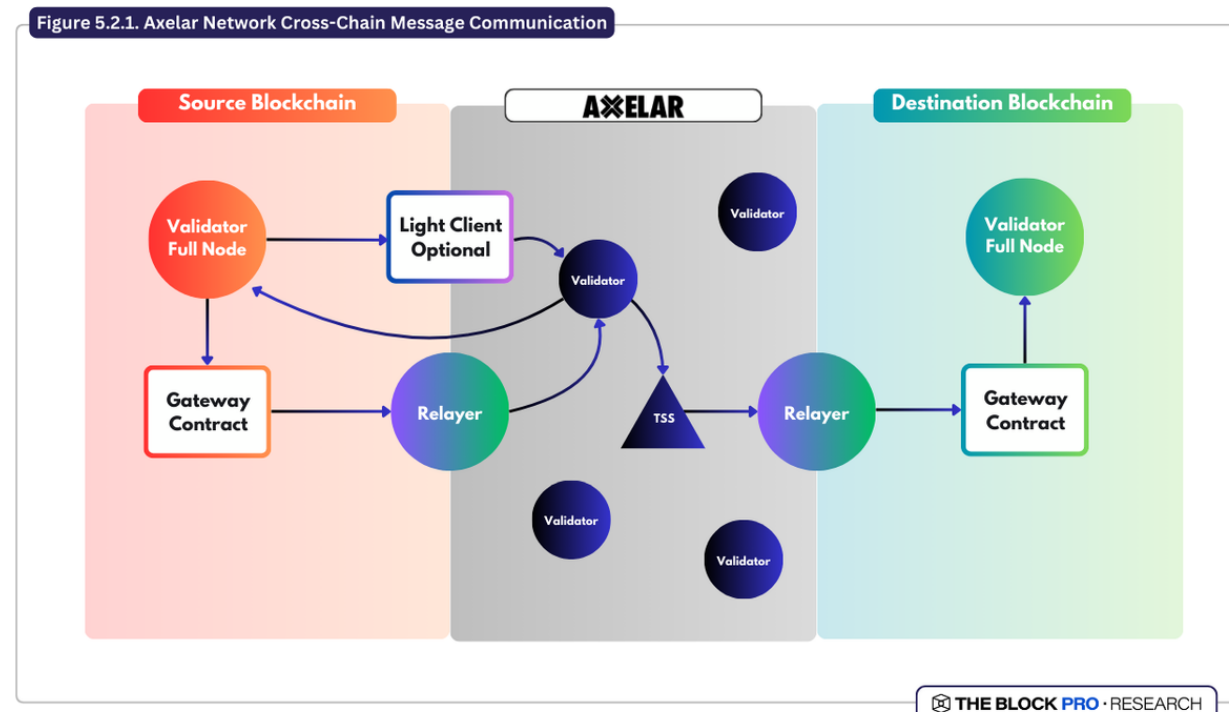 Figure 5.2.1. Axelar Network Cross-Chain Message Communication
Source Blockchain
AXELAR
Destination Blockchain
Validator
Full Node
Light Client
Optional
Validator
Validator
Validator
Full Node
Gateway
Contract
Relayer
TSS
Relayer
Gateway
Contract
Validator
Validator
THE BLOCK PRO · RESEARCH